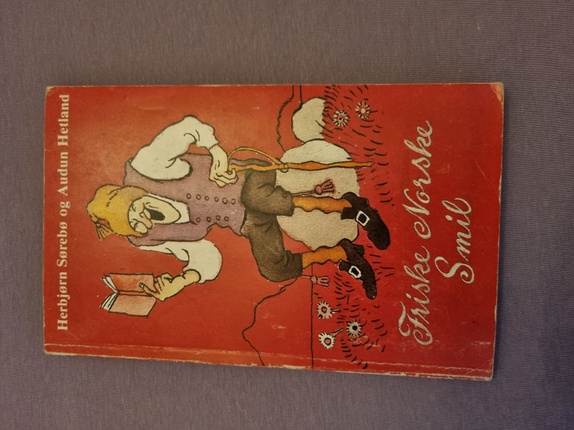 Herbjørn Sørebø og Audun Hetland
Friske Norske
Smil